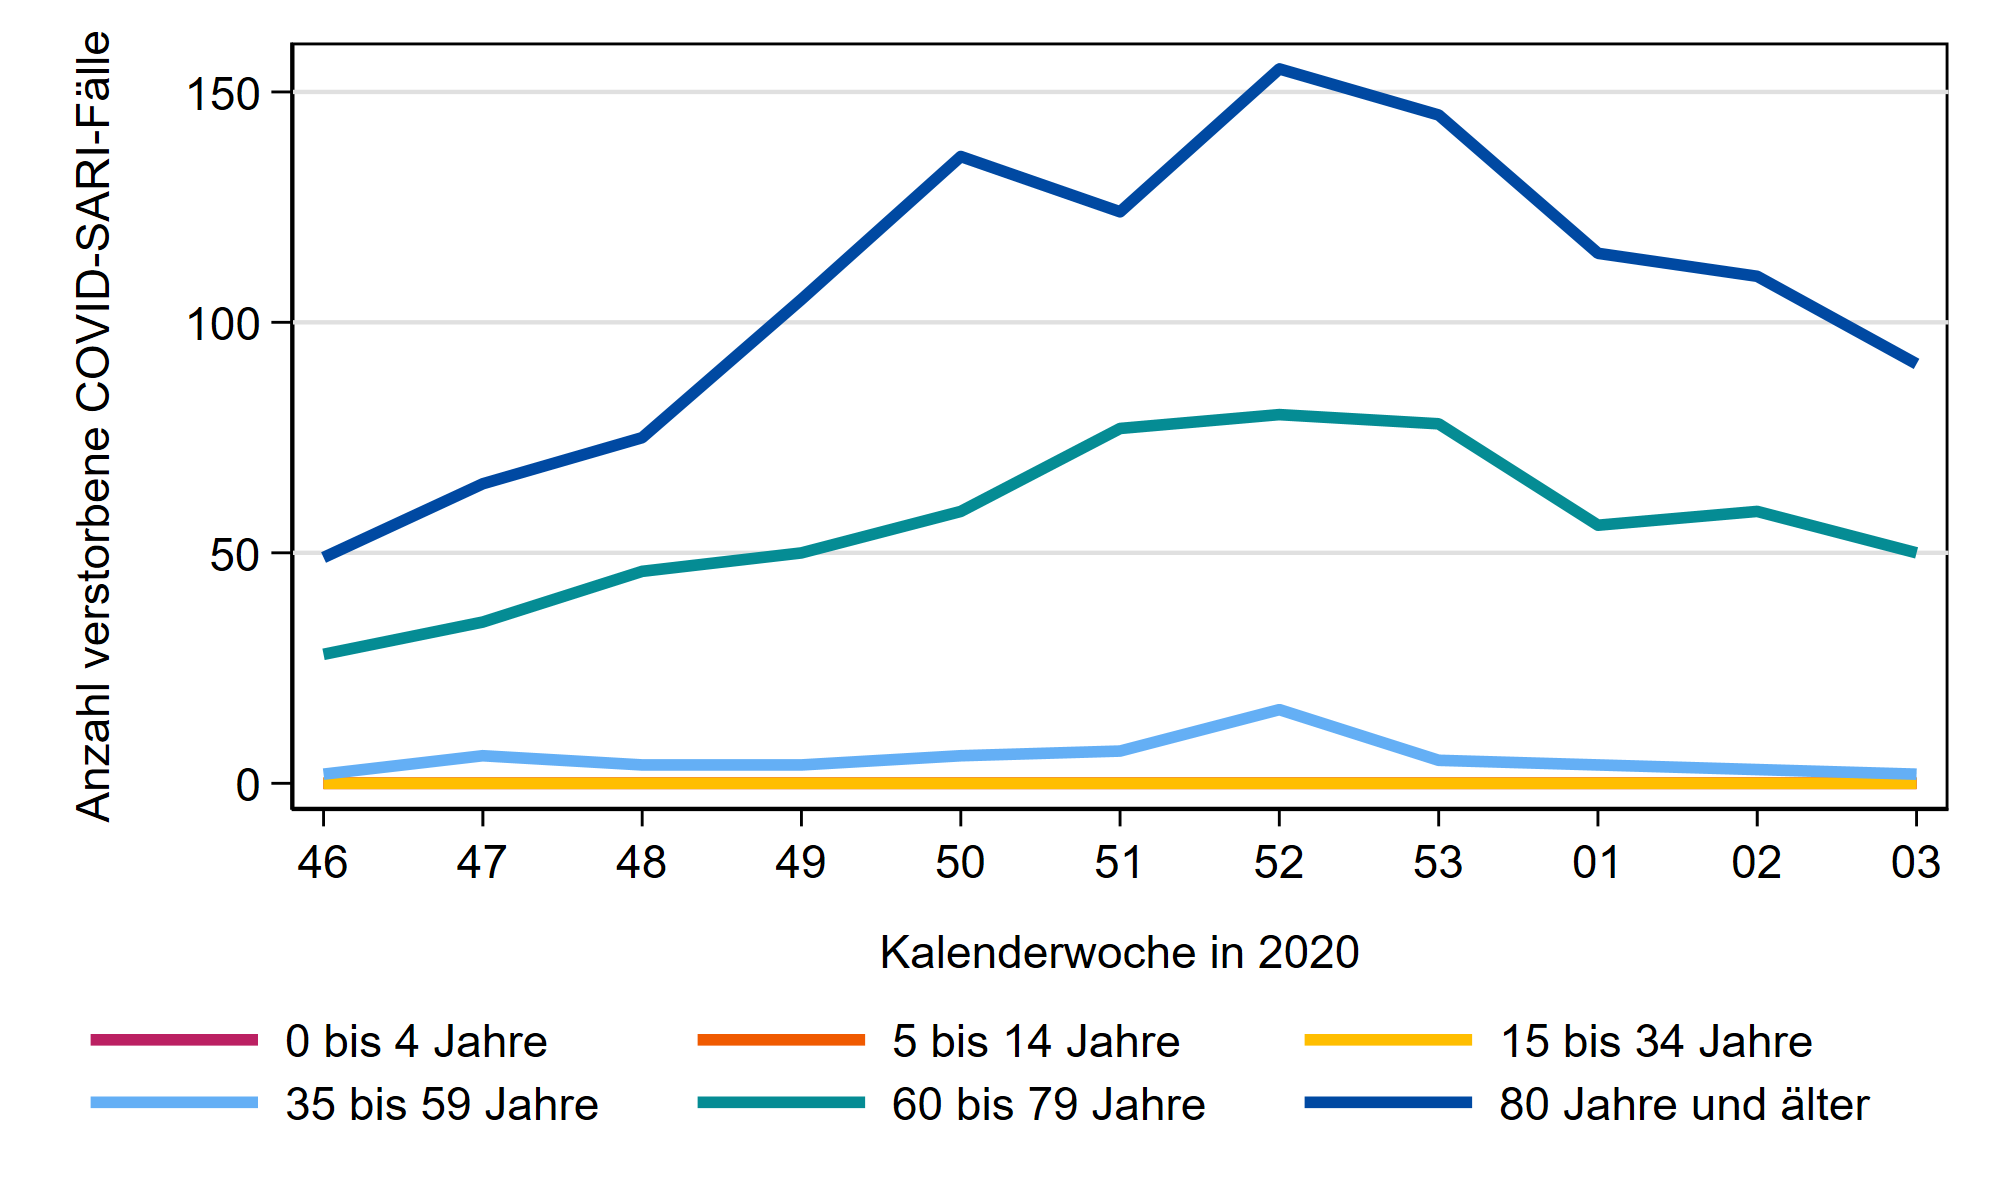 Anzahl verstorbene COVID-SARI-Fälle
150
100
50
0
46 47 48 49 50 51 52 53 01 02 03
Kalenderwoche in 2020
0 bis 4 Jahre 5 bis 14 Jahre 15 bis 34 Jahre
35 bis 59 Jahre 60 bis 79 Jahre 80 Jahre und älter